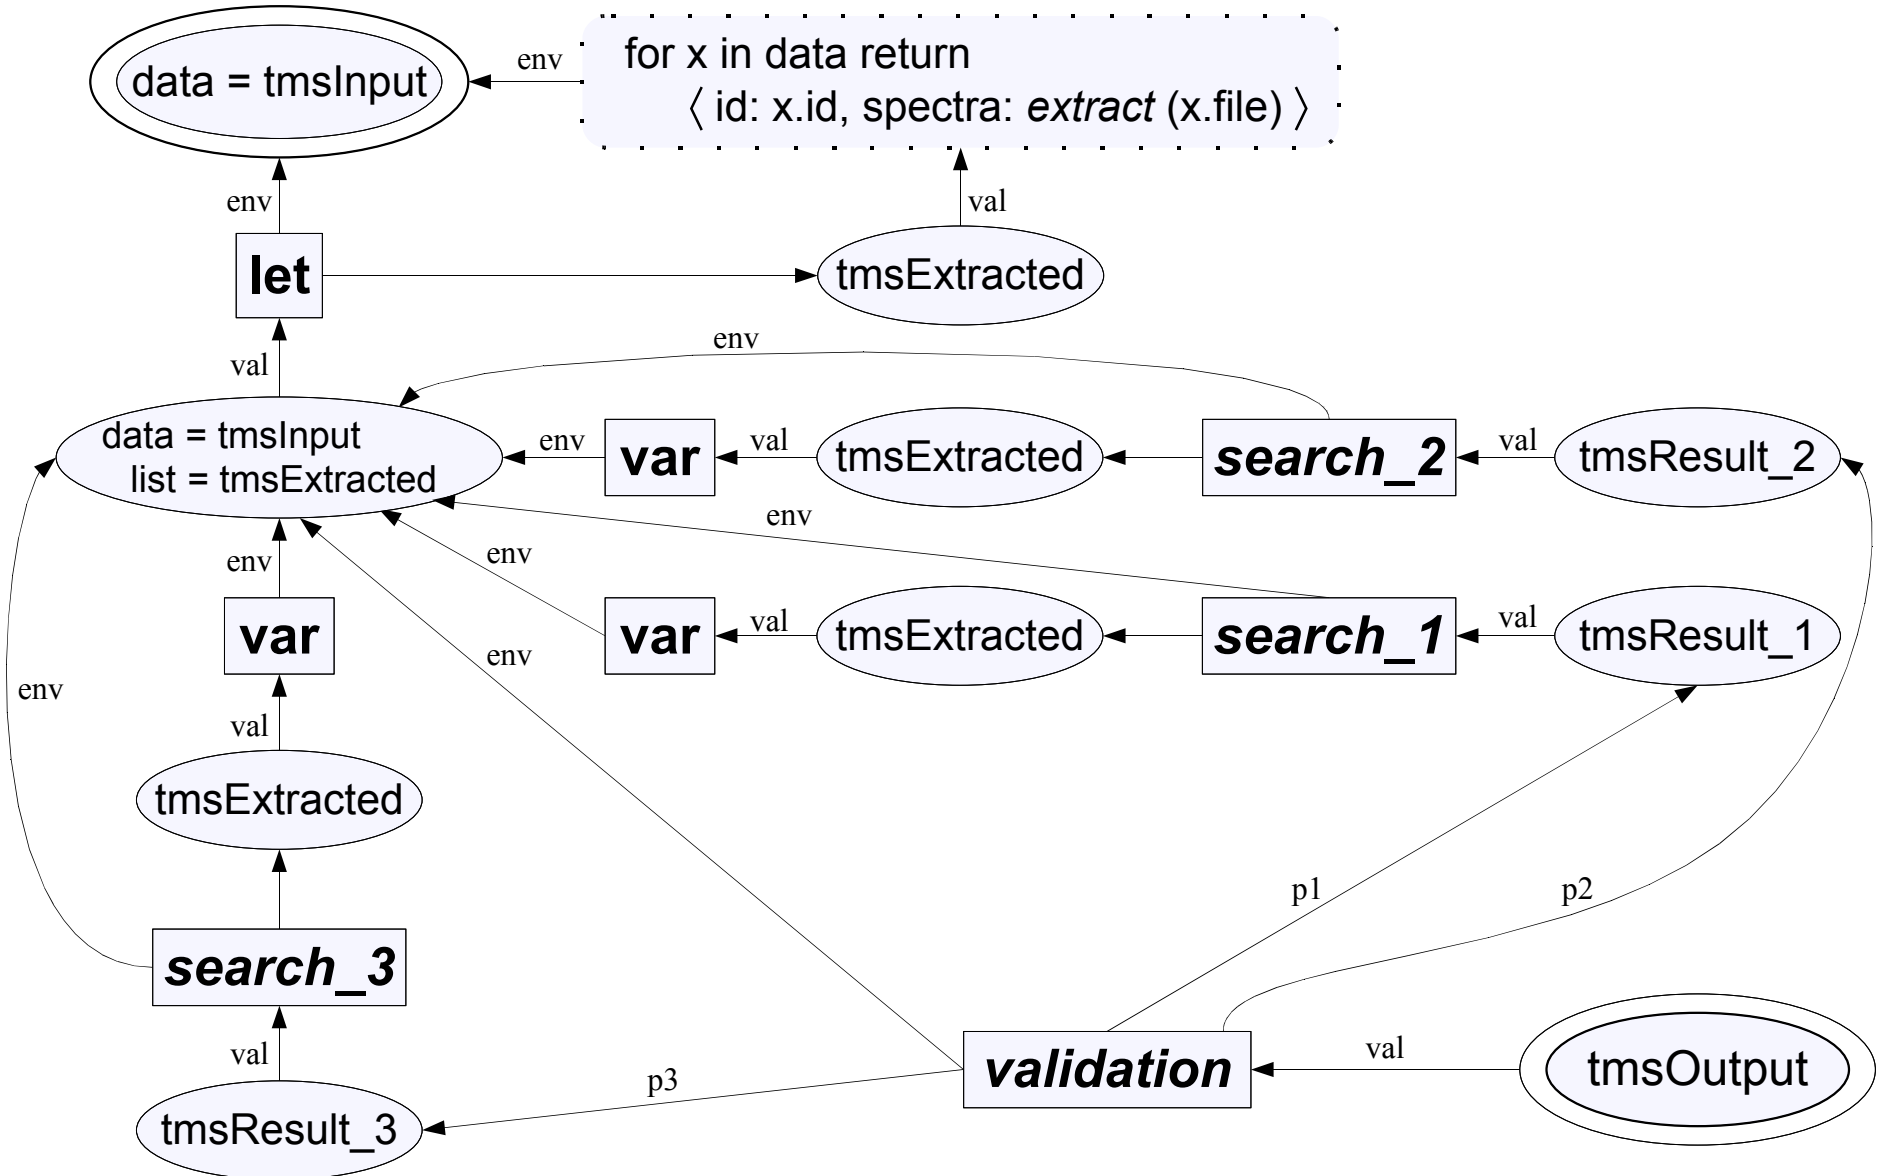 data = tmsInput
env
for x in data return
〈 id: x.id, spectra: extract (x.file) 〉
env
val
let
tmsExtracted
val
env
data = tmsInput
list = tmsExtracted
env
var
val
tmsExtracted
search_2
val
tmsResult_2
env
env
env
var
val
tmsExtracted
search_1
val
tmsResult_1
var
env
env
val
tmsExtracted
p1
p2
search_3
val
p3
validation
val
tmsOutput
tmsResult_3